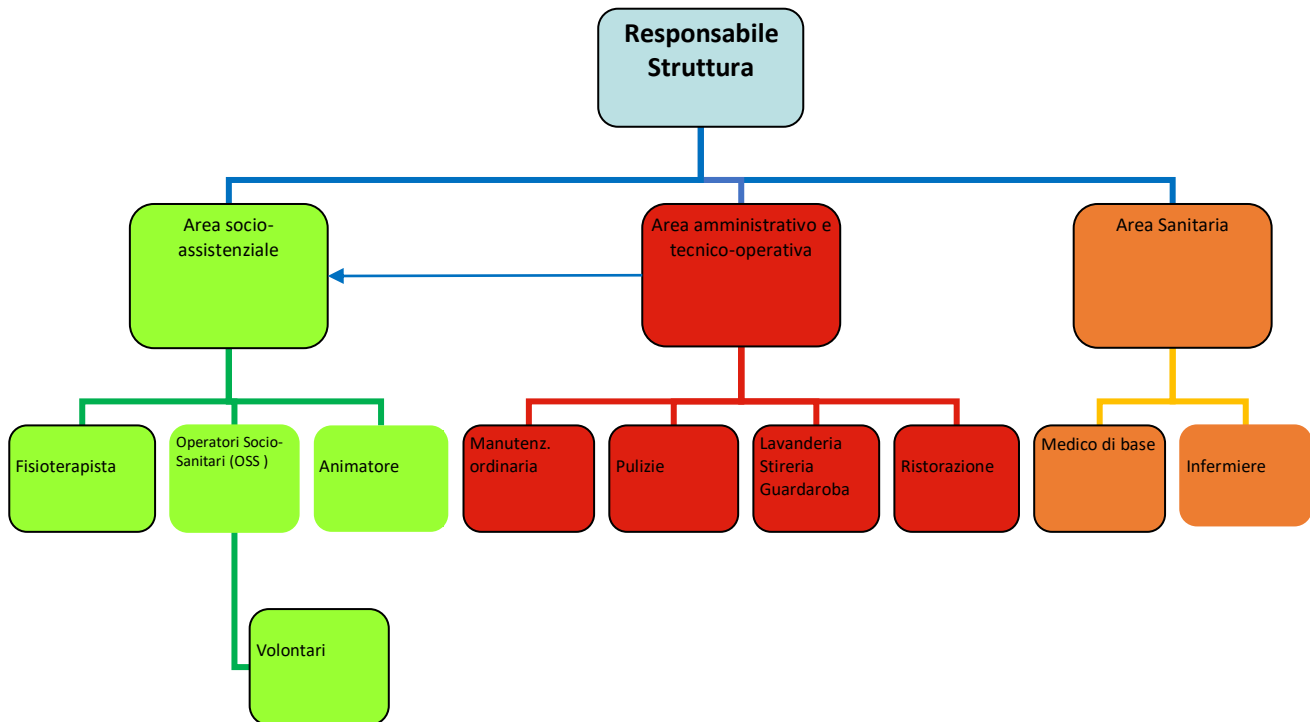 Responsabile
Struttura
Area socio-
assistenziale
Area amministrativo e
tecnico-operativa
Area Sanitaria
Fisioterapista
Operatori Socio-
Sanitari (OSS )
Animatore
Manutenz.
ordinaria
Pulizie
Lavanderia
Stireria
Guardaroba
Ristorazione
Medico di base
Infermiere
Volontari